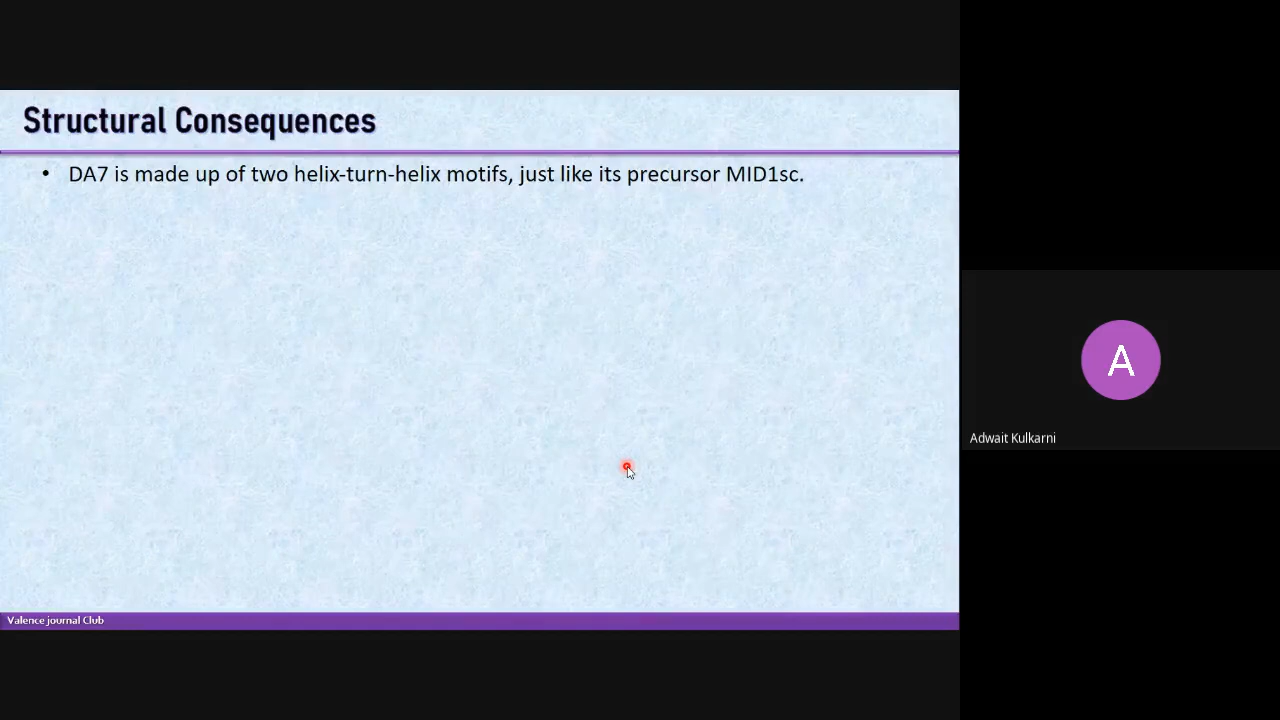 Structural Consequences
• DA7 is made up of two helix-turn-helix motifs, just like its precursor MID1sc.
A
Adwait Kulkarni
Valence journal Club